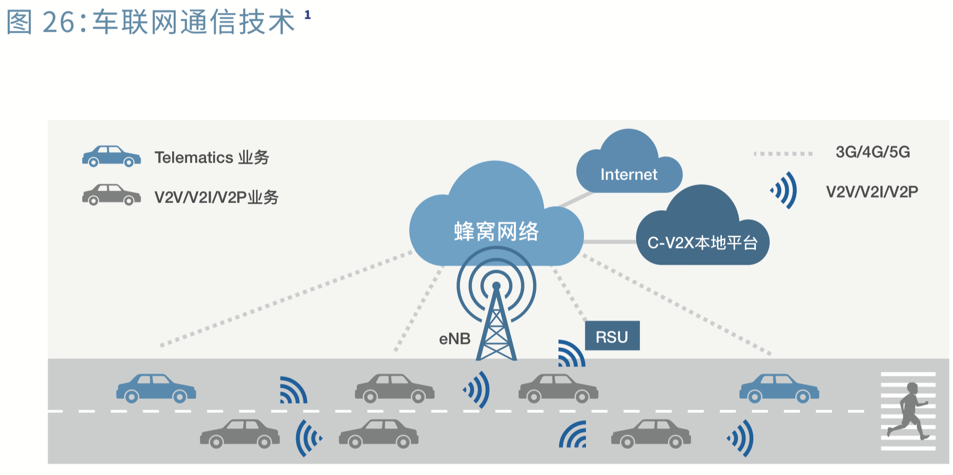 图 26：车联网通信技术 1
Telematics 业务
V2V/V2I/V2P业务
3G/4G/5G
V2V/V2I/V2P
Internet
蜂窝网络
C-V2X本地平台
eNB
RSU